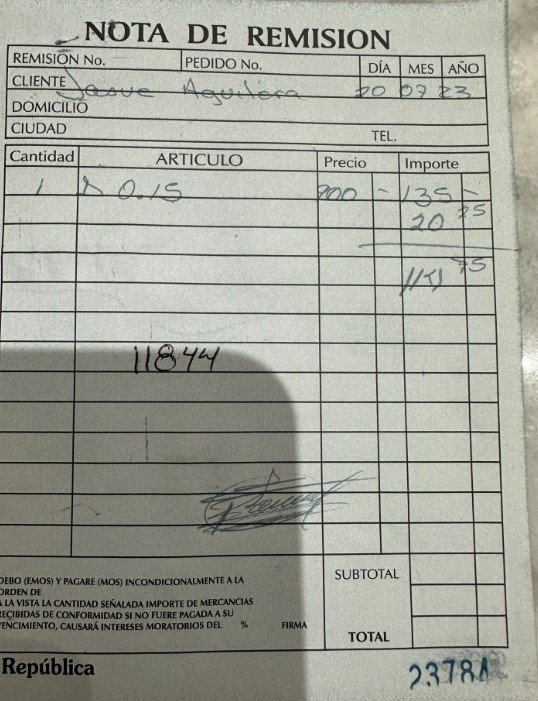 NOTA DE REMISION
REMISIÓN No. PEDIDO No. DÍA MES AÑO
CLIENTE Josue Aguilera 20 07 23
DOMICILIO
CIUDAD TEL.
Cantidad ARTICULO Precio Importe
1 0.15 900 - 135 -
20 25
75
11844
DEBO (EMOS) Y PAGARE (MOS) INCONDICIONALMENTE A LA
ORDEN DE
A LA VISTA LA CANTIDAD SEÑALADA IMPORTE DE MERCANCIAS
RECIBIDAS DE CONFORMIDAD SI NO FUERE PAGADA A SU
VENCIMIENTO, CAUSARÁ INTERESES MORATORIOS DEL % FIRMA
SUBTOTAL
TOTAL
República
2378A